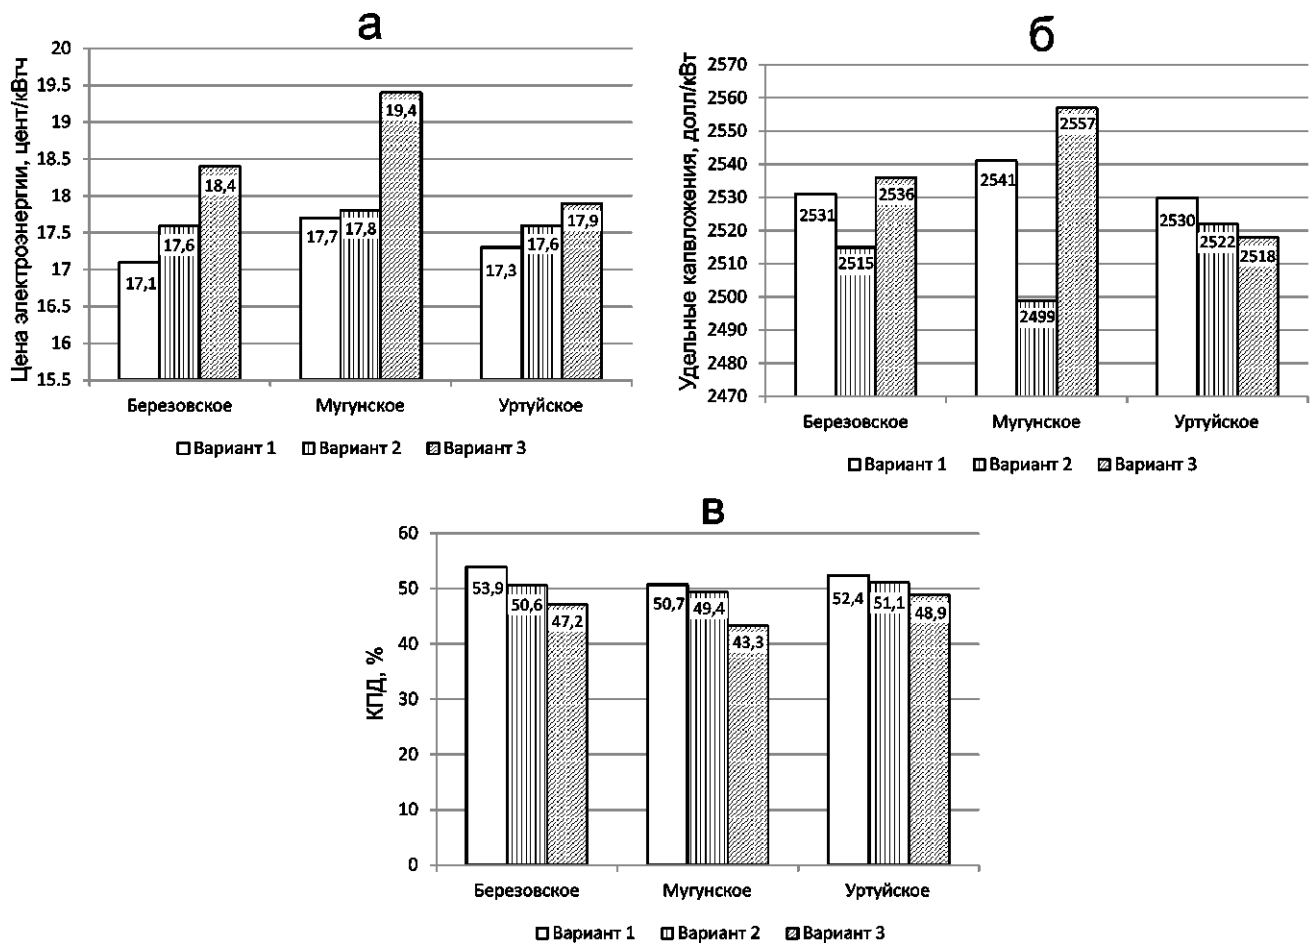 а
Цена электроэнергии, цент/кВтч
20
19.5
19
18.5
18
17.5
17
16.5
16
15.5
17,1
17,6
18,4
17,7
17,8
19,4
17,3
17,6
17,9
Березовское
Мугунское
Уртуйское
Вариант 1
Вариант 2
Вариант 3
б
Удельные капвложения, долл/кВт
2570
2560
2550
2540
2530
2520
2510
2500
2490
2480
2470
2531
2515
2536
2541
2499
2557
2530
2522
2518
Березовское
Мугунское
Уртуйское
Вариант 1
Вариант 2
Вариант 3
в
КПД, %
60
50
40
30
20
10
0
53,9
50,6
47,2
50,7
49,4
43,3
52,4
51,1
48,9
Березовское
Мугунское
Уртуйское
Вариант 1
Вариант 2
Вариант 3